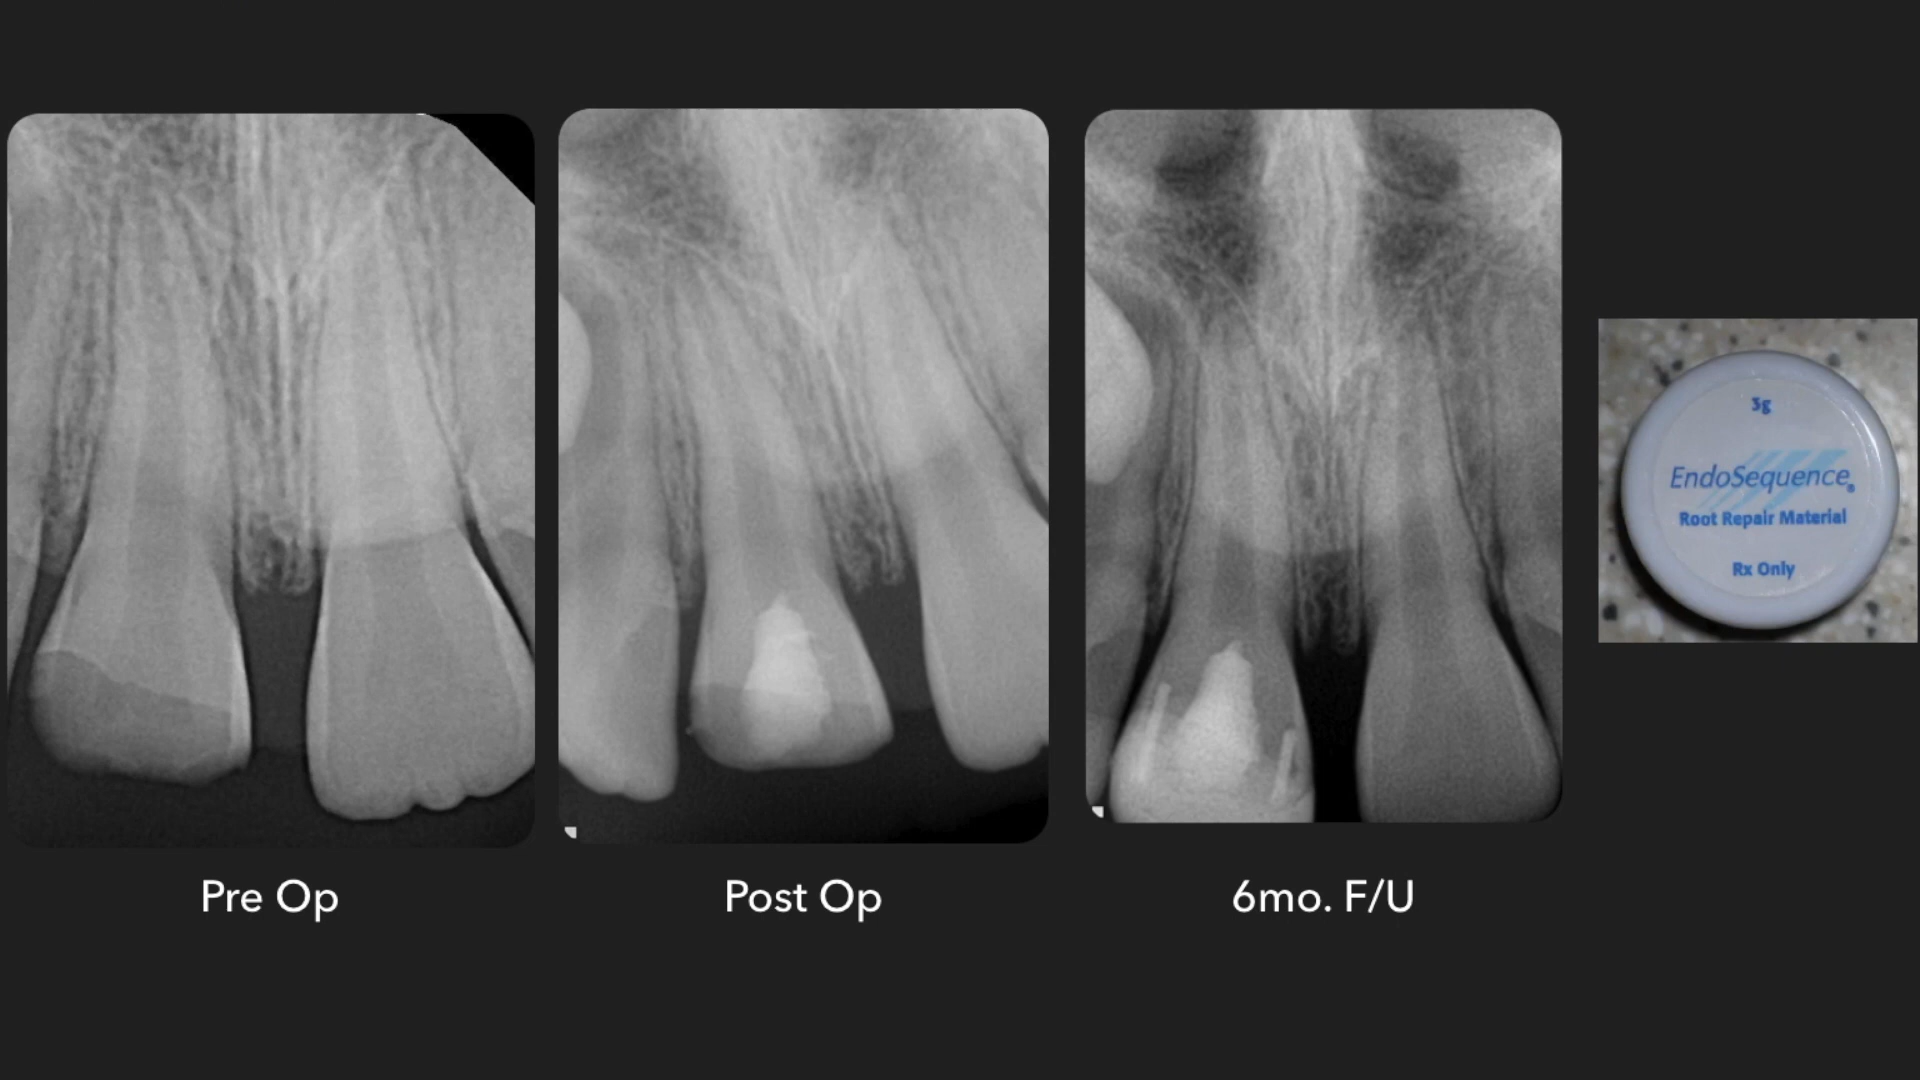 Pre Op
Post Op
6mo. F/U
3g
EndoSequence®
Root Repair Material
Rx Only